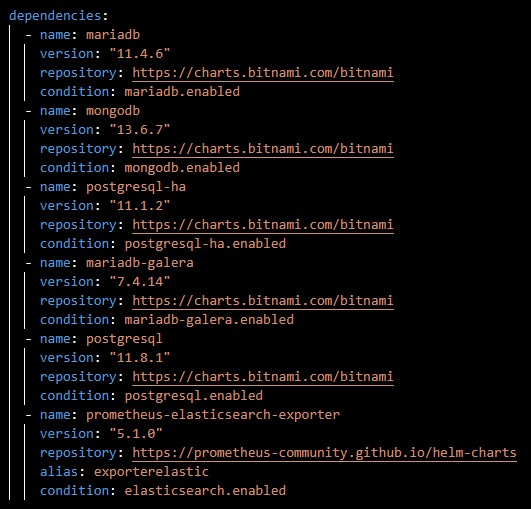 dependencies:
- name: mariadb
version: "11.4.6"
repository: https://charts.bitnami.com/bitnami
condition: mariadb.enabled
- name: mongodb
version: "13.6.7"
repository: https://charts.bitnami.com/bitnami
condition: mongodb.enabled
- name: postgresql-ha
version: "11.1.2"
repository: https://charts.bitnami.com/bitnami
condition: postgresql-ha.enabled
- name: mariadb-galera
version: "7.4.14"
repository: https://charts.bitnami.com/bitnami
condition: mariadb-galera.enabled
- name: postgresql
version: "11.8.1"
repository: https://charts.bitnami.com/bitnami
condition: postgresql.enabled
- name: prometheus-elasticsearch-exporter
version: "5.1.0"
repository: https://prometheus-community.github.io/helm-charts
alias: exporterelastic
condition: elasticsearch.enabled